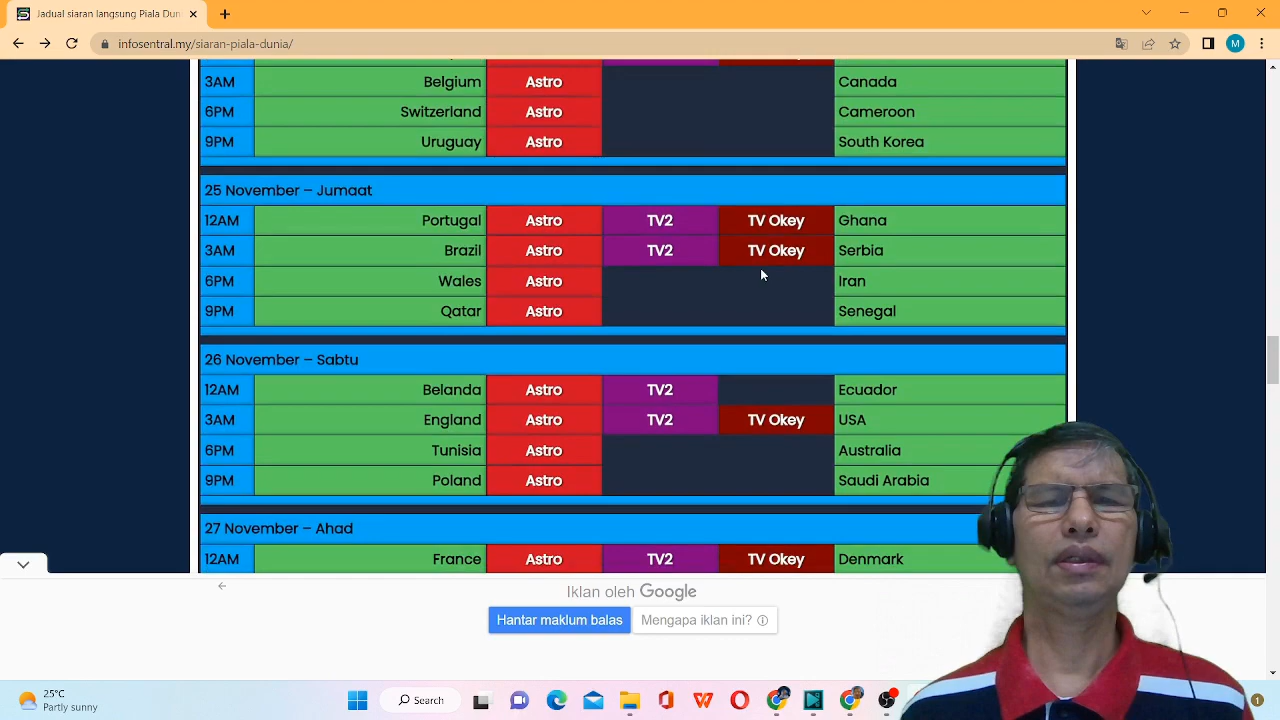 Jadual siaran langsung Piala Dun
infosentral.my/siaran-piala-dunia/
M
3AM Belgium Astro Canada
6PM Switzerland Astro Cameroon
9PM Uruguay Astro South Korea
25 November – Jumaat
12AM Portugal Astro TV2 TV Okey Ghana
3AM Brazil Astro TV2 TV Okey Serbia
6PM Wales Astro Iran
9PM Qatar Astro Senegal
26 November – Sabtu
12AM Belanda Astro TV2 Ecuador
3AM England Astro TV2 TV Okey USA
6PM Tunisia Astro Australia
9PM Poland Astro Saudi Arabia
27 November – Ahad
12AM France Astro TV2 TV Okey Denmark
Iklan oleh Google
Hantar maklum balas Mengapa iklan ini?
25°C
Partly sunny
Search
1